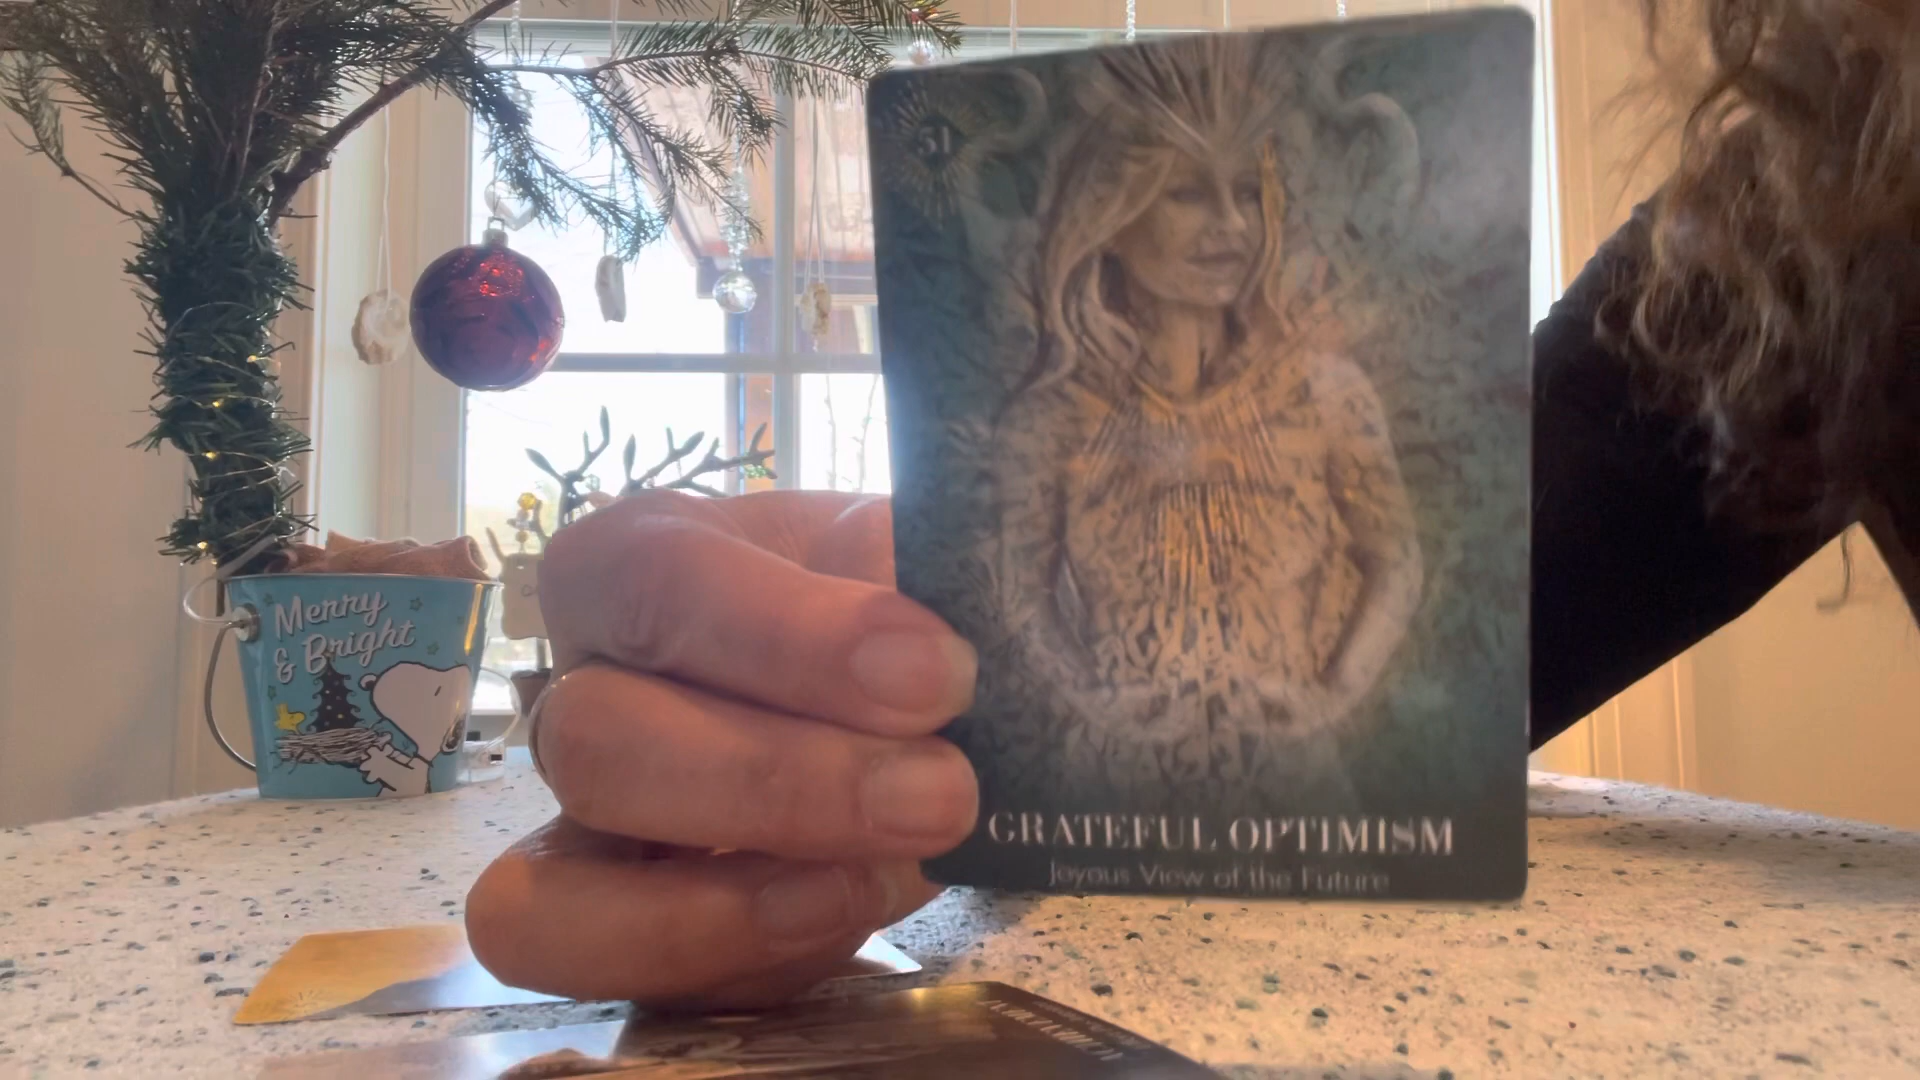 51
Merry
& Bright
GRATEFUL OPTIMISM
Joyous View of the Future